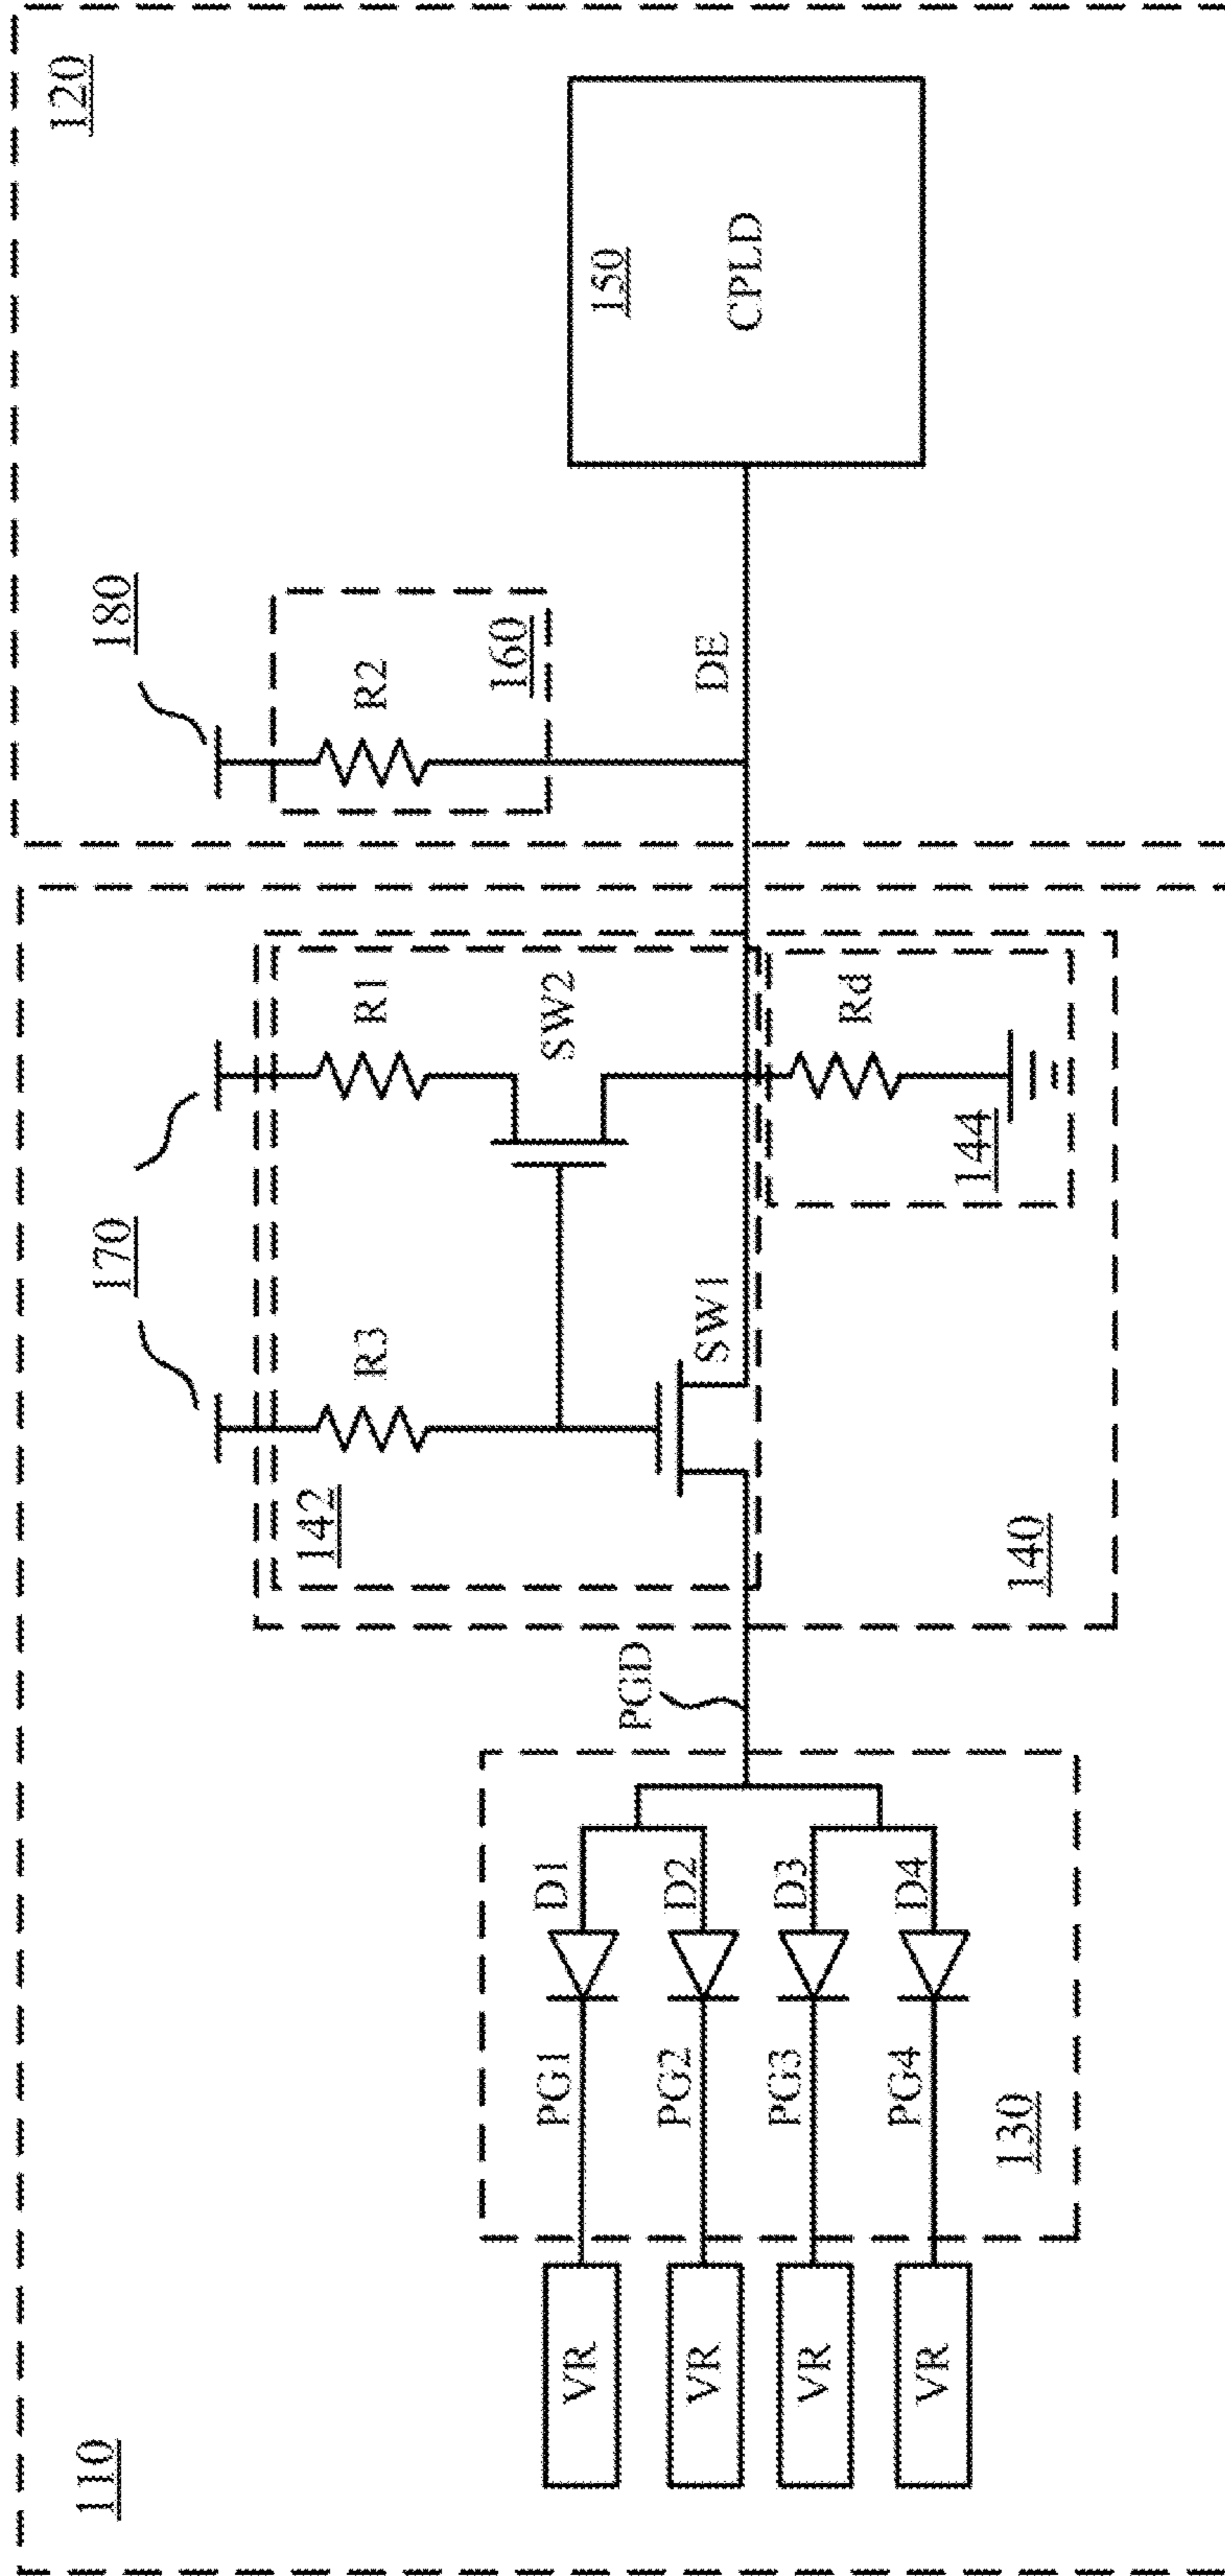 110
120
170
180
R3
R1
R2
142
SW2
160
SW1
DE
150
CPLD
PGD
Rd
144
140
VR
PG1
D1
VR
PG2
D2
VR
PG3
D3
VR
PG4
D4
130